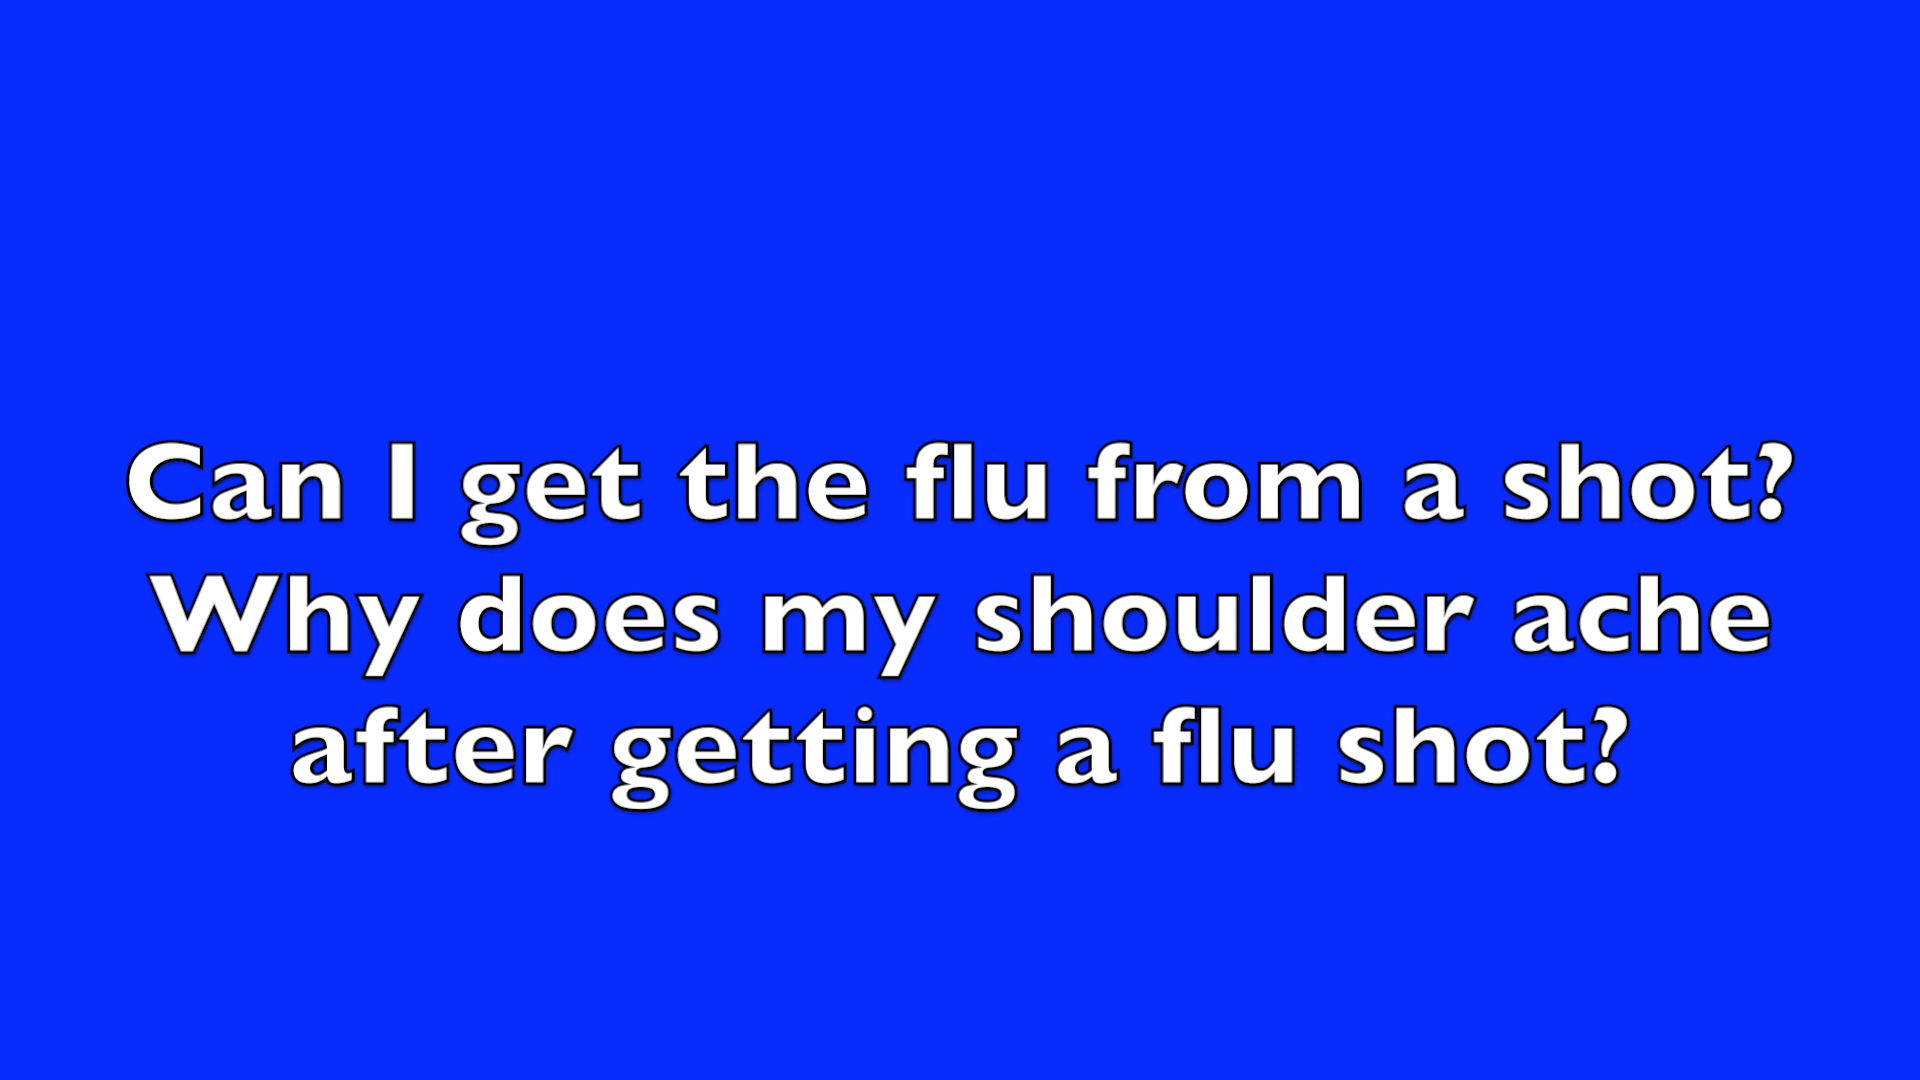 Can I get the flu from a shot?
Why does my shoulder ache
after getting a flu shot?